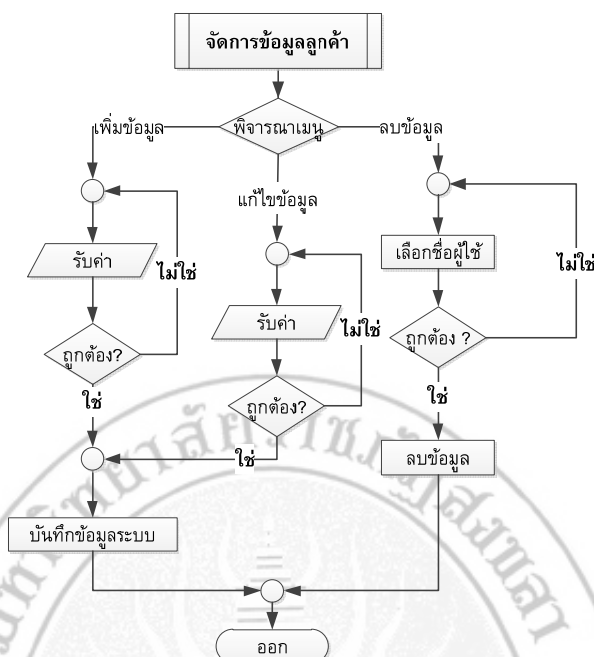 จัดการข้อมูลลูกค้า
เพิ่มข้อมูล
พิจารณาเมนู
ลบข้อมูล
แก้ไขข้อมูล
รับค่า
ไม่ใช่
ถูกต้อง?
ใช่
รับค่า
ไม่ใช่
ถูกต้อง?
ใช่
เลือกชื่อผู้ใช้
ไม่ใช่
ถูกต้อง ?
ใช่
ลบข้อมูล
บันทึกข้อมูลระบบ
ออก